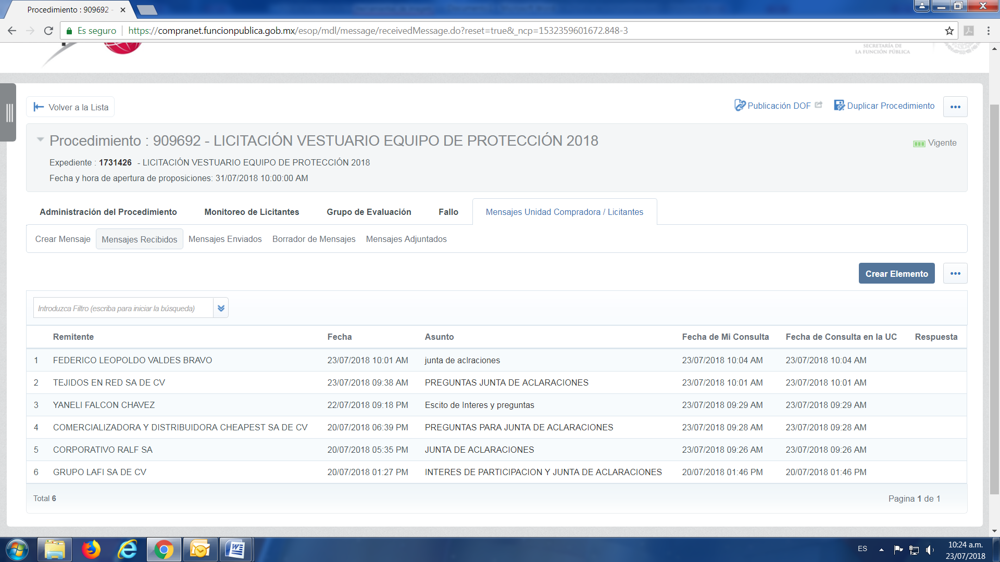 Procedimiento : 909692 -
Es seguro
https://compranet.funcionpublica.gob.mx/esop/mdl/message/receivedMessage.do?reset=true&_ncp=1532359601672.848-3
SECRETARÍA DE
LA FUNCIÓN PÚBLICA
Volver a la Lista
Publicación DOF
Duplicar Procedimiento
Procedimiento : 909692 - LICITACIÓN VESTUARIO EQUIPO DE PROTECCIÓN 2018
Vigente
Expediente : 1731426 - LICITACIÓN VESTUARIO EQUIPO DE PROTECCIÓN 2018
Fecha y hora de apertura de proposiciones: 31/07/2018 10:00:00 AM
Administración del Procedimiento Monitoreo de Licitantes Grupo de Evaluación Fallo Mensajes Unidad Compradora / Licitantes
Crear Mensaje Mensajes Recibidos Mensajes Enviados Borrador de Mensajes Mensajes Adjuntados
Crear Elemento
Introduzca Filtro (escriba para iniciar la búsqueda)
Remitente Fecha Asunto Fecha de Mi Consulta Fecha de Consulta en la UC Respuesta
1 FEDERICO LEOPOLDO VALDES BRAVO 23/07/2018 10:01 AM junta de aclraciones 23/07/2018 10:04 AM 23/07/2018 10:04 AM
2 TEJIDOS EN RED SA DE CV 23/07/2018 09:38 AM PREGUNTAS JUNTA DE ACLARACIONES 23/07/2018 10:01 AM 23/07/2018 10:01 AM
3 YANELI FALCON CHAVEZ 22/07/2018 09:18 PM Escito de Interes y preguntas 23/07/2018 09:29 AM 23/07/2018 09:29 AM
4 COMERCIALIZADORA Y DISTRIBUIDORA CHEAPEST SA DE CV 20/07/2018 06:39 PM PREGUNTAS PARA JUNTA DE ACLARACIONES 23/07/2018 09:28 AM 23/07/2018 09:28 AM
5 CORPORATIVO RALF SA 20/07/2018 05:35 PM JUNTA DE ACLARACIONES 23/07/2018 09:26 AM 23/07/2018 09:26 AM
6 GRUPO LAFI SA DE CV 20/07/2018 01:27 PM INTERES DE PARTICIPACION Y JUNTA DE ACLARACIONES 20/07/2018 01:46 PM 20/07/2018 01:46 PM
Total 6
Pagina 1 de 1
ES
10:24 a.m.
23/07/2018